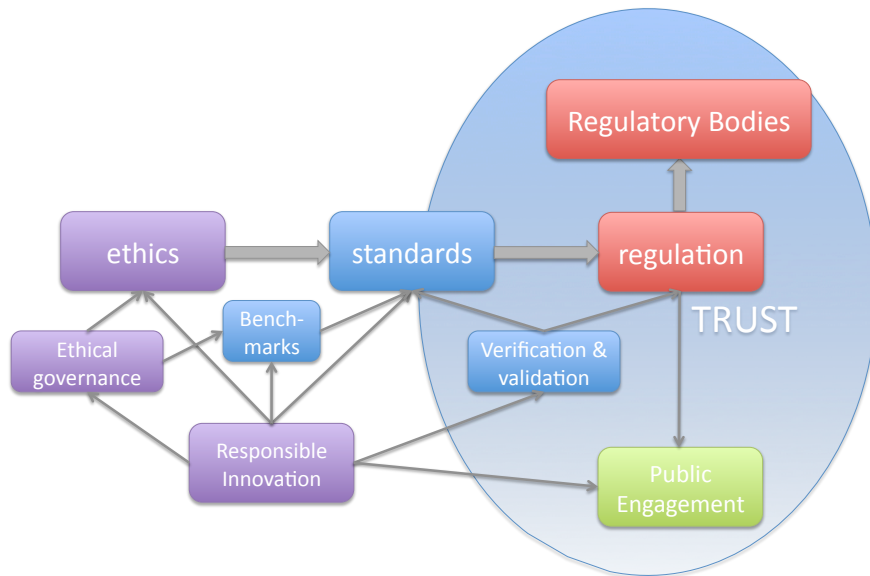 Regulatory Bodies
ethics
standards
regulation
Bench-
marks
TRUST
Ethical
governance
Verification &
validation
Responsible
Innovation
Public
Engagement